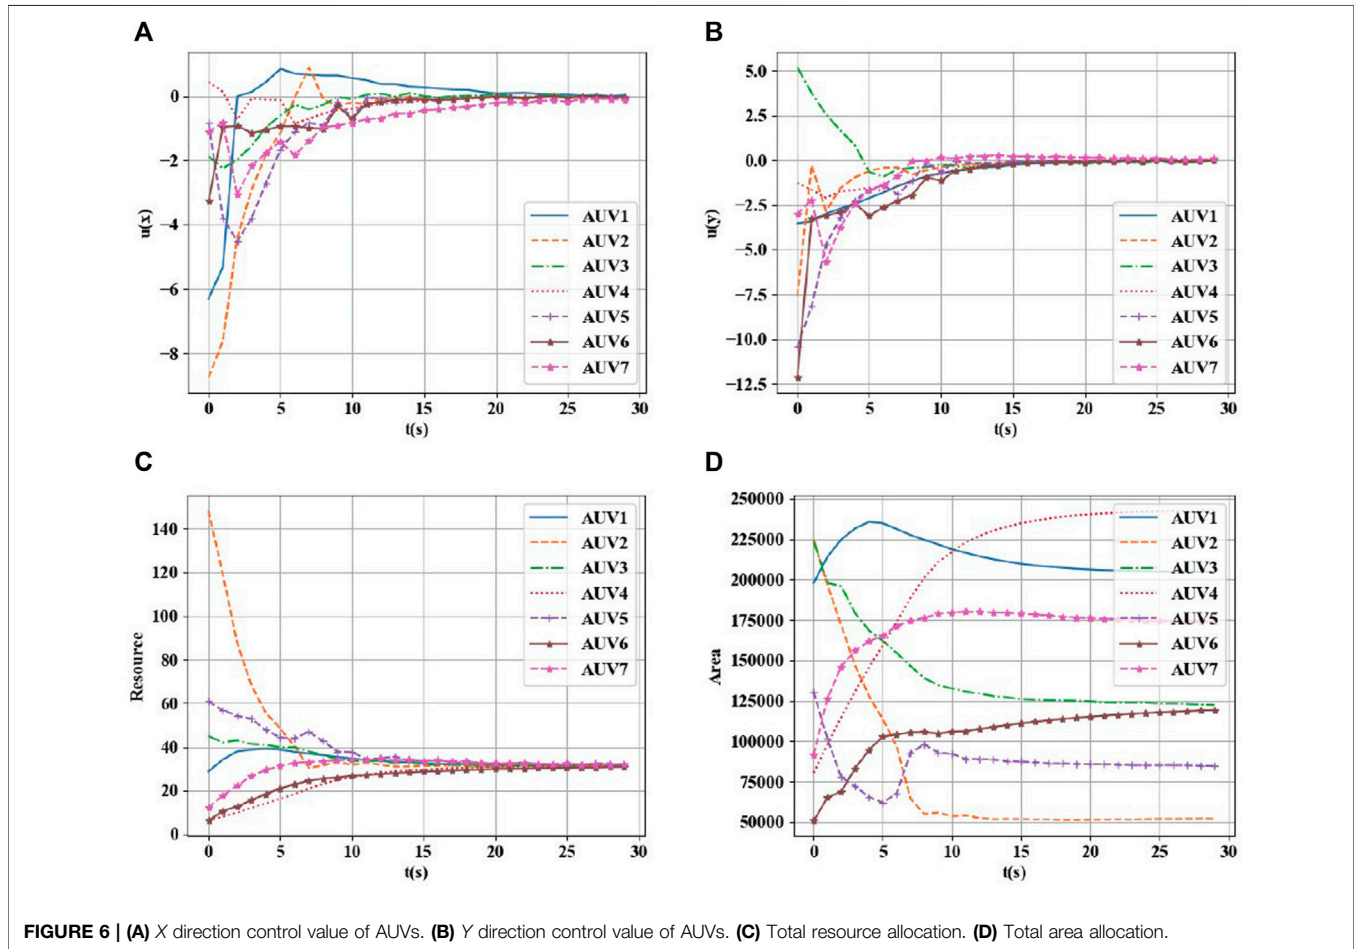 A
0
−2
−4
−6
−8
u(x)
0 5 10 15 20 25 30
t(s)
AUV1
AUV2
AUV3
AUV4
AUV5
AUV6
AUV7
B
5.0
2.5
0.0
−2.5
−5.0
−7.5
−10.0
−12.5
u(y)
0 5 10 15 20 25 30
t(s)
AUV1
AUV2
AUV3
AUV4
AUV5
AUV6
AUV7
C
140
120
100
80
60
40
20
0
Resource
0 5 10 15 20 25 30
t(s)
AUV1
AUV2
AUV3
AUV4
AUV5
AUV6
AUV7
D
250000
225000
200000
175000
150000
125000
100000
75000
50000
Area
0 5 10 15 20 25 30
t(s)
AUV1
AUV2
AUV3
AUV4
AUV5
AUV6
AUV7
FIGURE 6 | (A) X direction control value of AUVs. (B) Y direction control value of AUVs. (C) Total resource allocation. (D) Total area allocation.